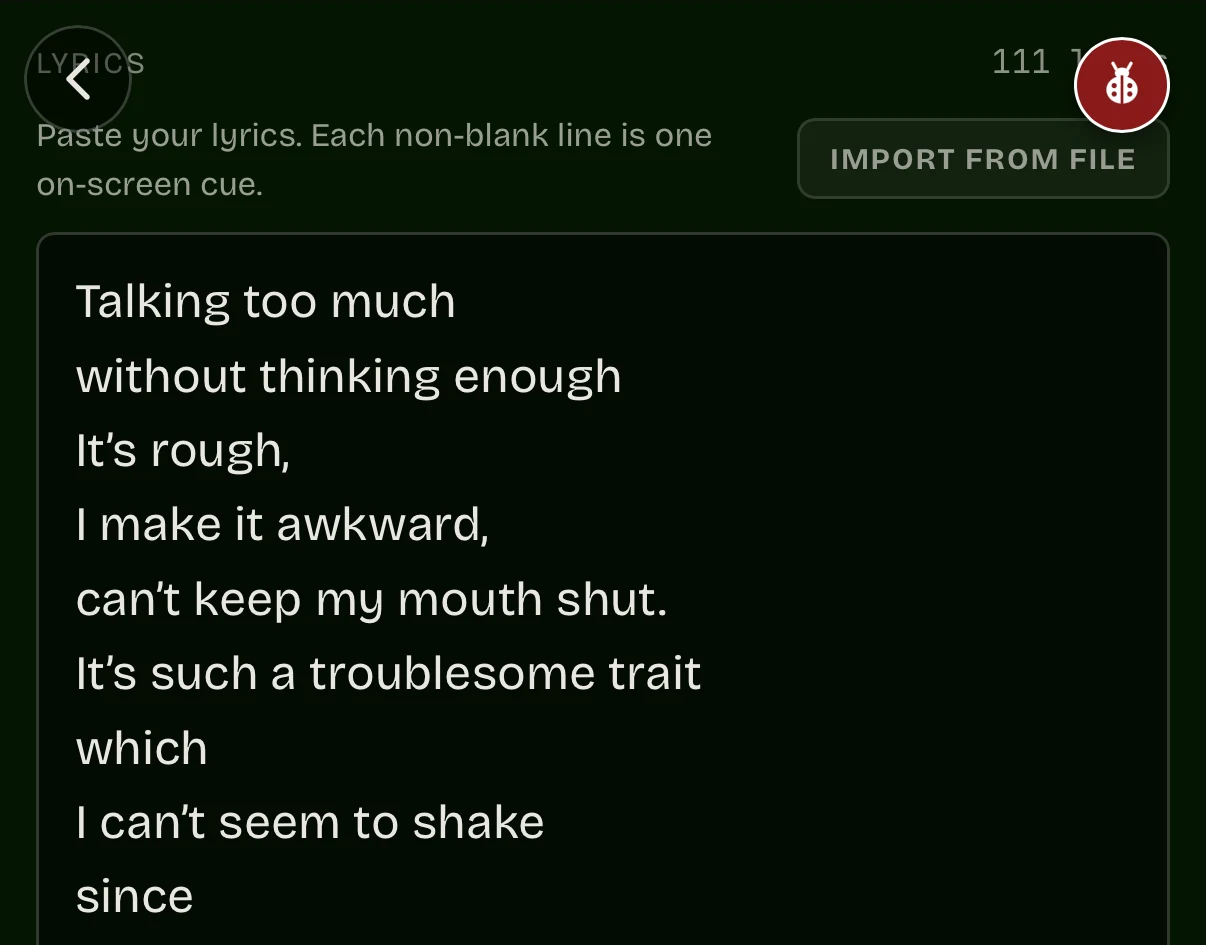 LYRICS
111
Paste your lyrics. Each non-blank line is one
on-screen cue.
IMPORT FROM FILE
Talking too much
without thinking enough
It’s rough,
I make it awkward,
can’t keep my mouth shut.
It’s such a troublesome trait
which
I can’t seem to shake
since